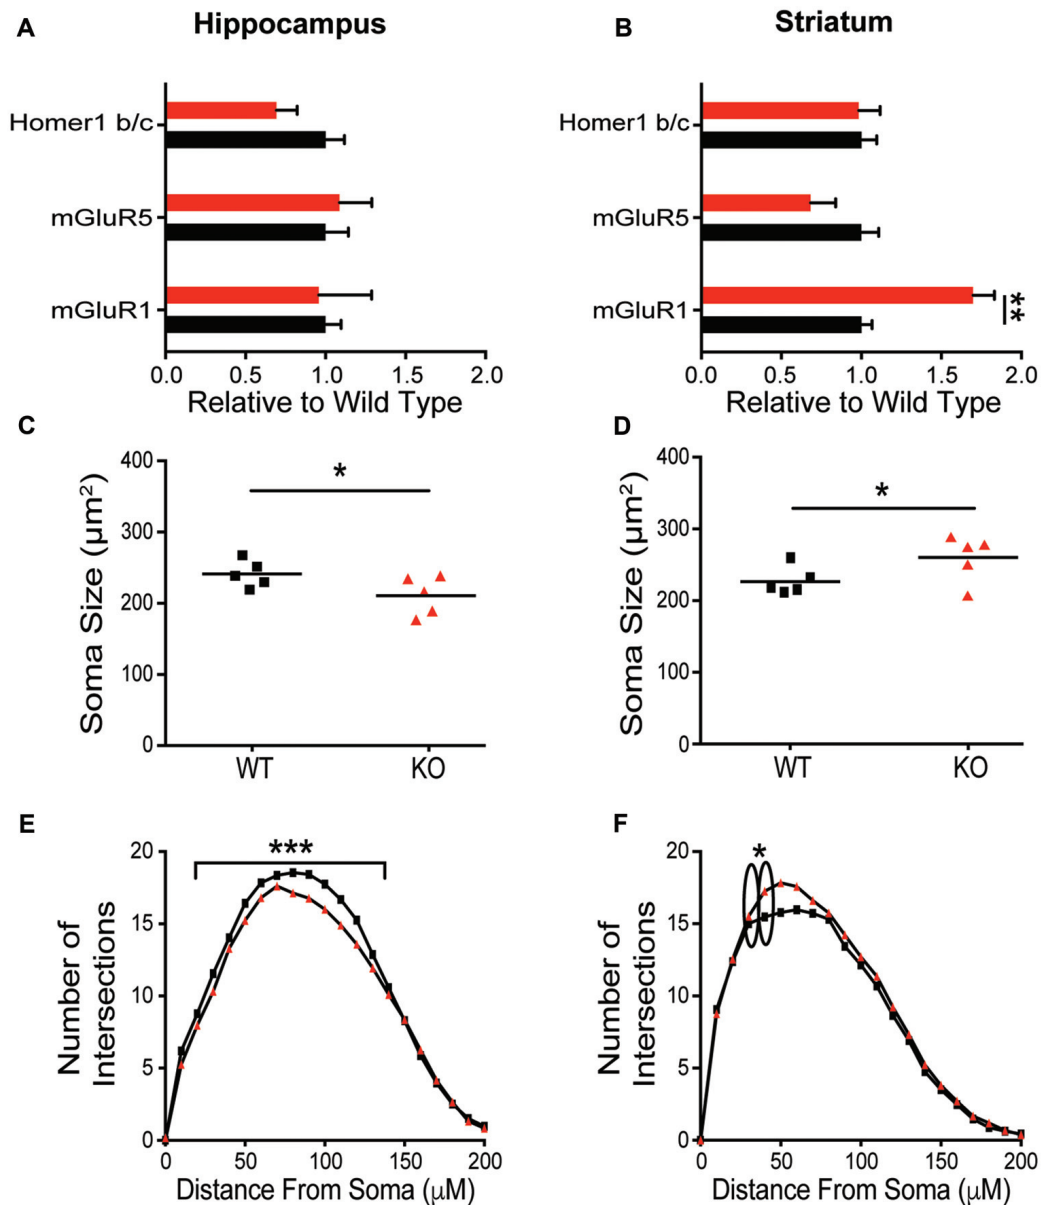 A
Hippocampus
Homer1 b/c
mGluR5
mGluR1
0.0 0.5 1.0 1.5 2.0
Relative to Wild Type
B
Striatum
Homer1 b/c
mGluR5
mGluR1
**
0.0 0.5 1.0 1.5 2.0
Relative to Wild Type
C
Soma Size (µm²)
400
300
200
100
0
*
WT KO
D
Soma Size (µm²)
400
300
200
100
0
*
WT KO
E
Number of
Intersections
20
15
10
5
0
***
0 50 100 150 200
Distance From Soma (µM)
F
Number of
Intersections
20
15
10
5
0
*
0 50 100 150 200
Distance From Soma (µM)